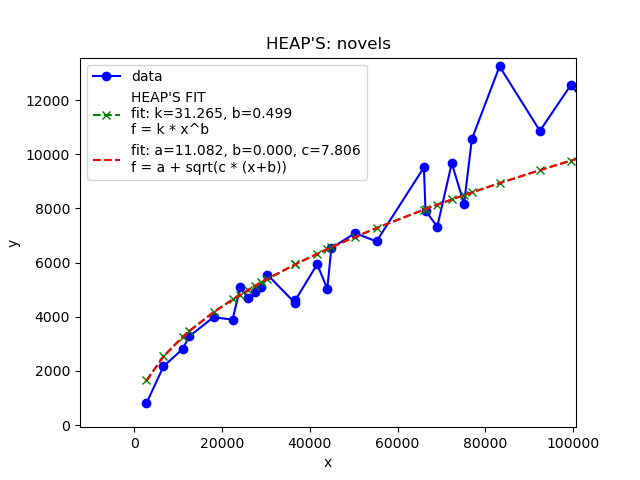 HEAP'S: novels
data
HEAP'S FIT
fit: k=31.265, b=0.499
f = k * x^b
fit: a=11.082, b=0.000, c=7.806
f = a + sqrt(c * (x+b))
y
12000
10000
8000
6000
4000
2000
0
0 20000 40000 60000 80000 100000
x